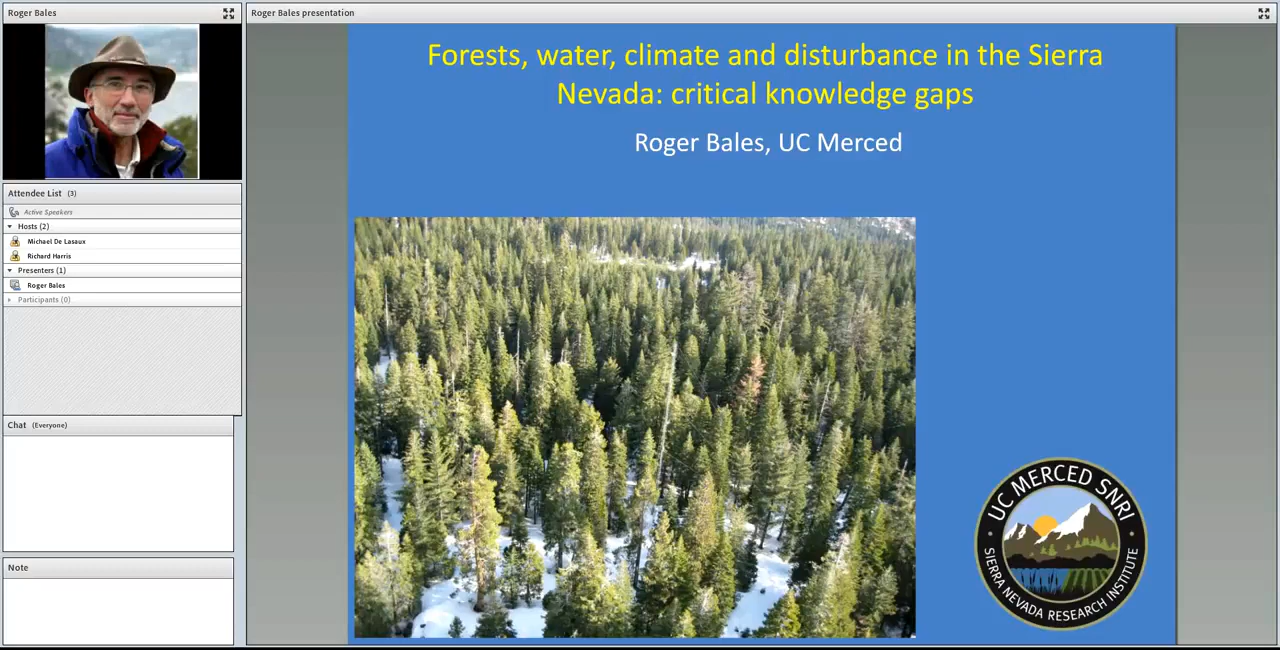 Roger Bales
Attendee List (3)
Active Speakers
Hosts (2)
Michael De Lasaux
Richard Harris
Presenters (1)
Roger Bales
Participants (0)
Chat (Everyone)
Note
Roger Bales presentation
Forests, water, climate and disturbance in the Sierra
Nevada: critical knowledge gaps
Roger Bales, UC Merced
UC MERCED SNRI
SIERRA NEVADA RESEARCH INSTITUTE